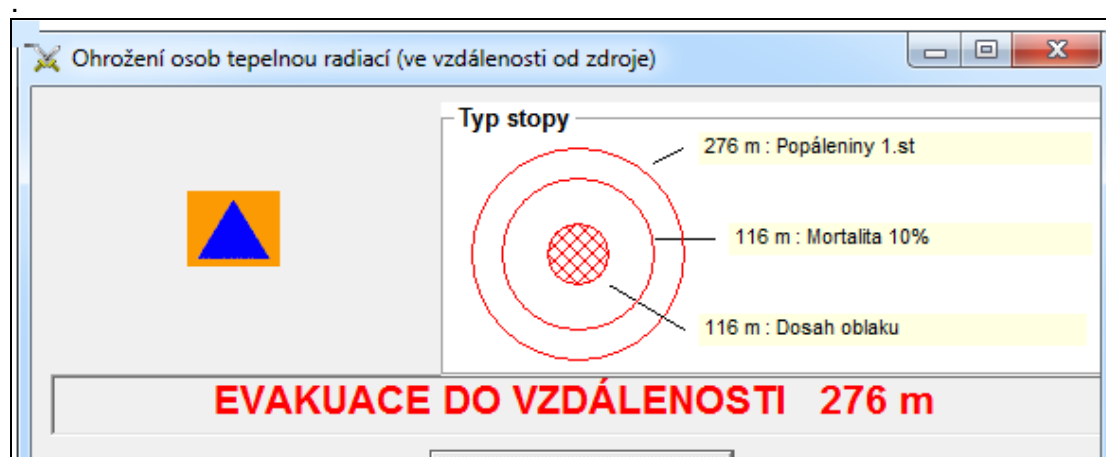 .
Ohrožení osob tepelnou radiací (ve vzdálenosti od zdroje)
Typ stopy
276 m : Popáleniny 1.st
116 m : Mortalita 10%
116 m : Dosah oblaku
EVAKUACE DO VZDÁLENOSTI 276 m